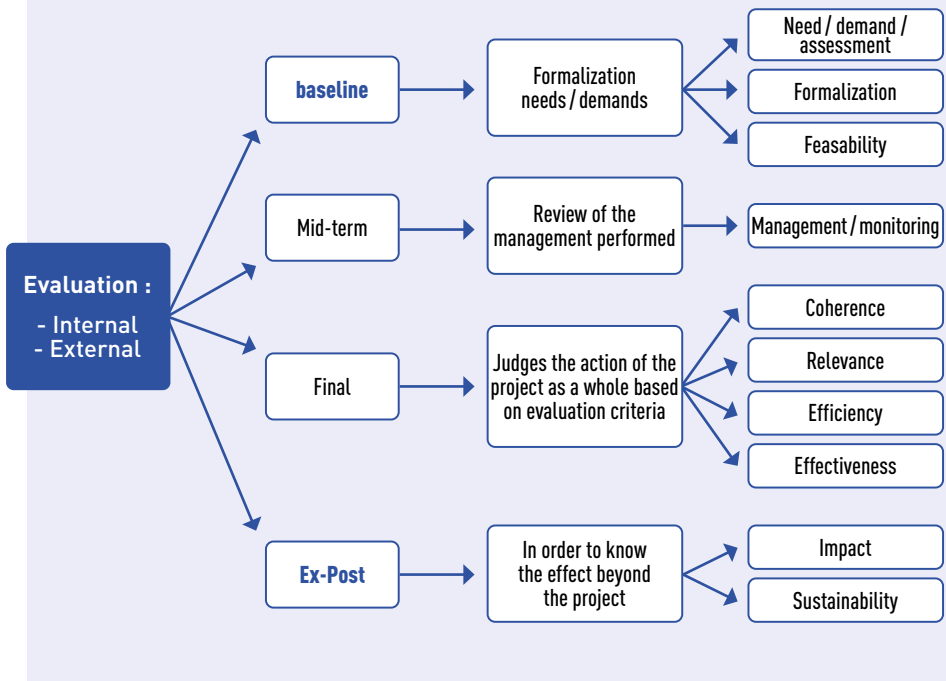 Evaluation :
- Internal
- External
baseline
Formalization
needs / demands
Need / demand /
assessment
Formalization
Feasability
Mid-term
Review of the
management performed
Management / monitoring
Final
Judges the action of the
project as a whole based
on evaluation criteria
Coherence
Relevance
Efficiency
Effectiveness
Ex-Post
In order to know
the effect beyond
the project
Impact
Sustainability